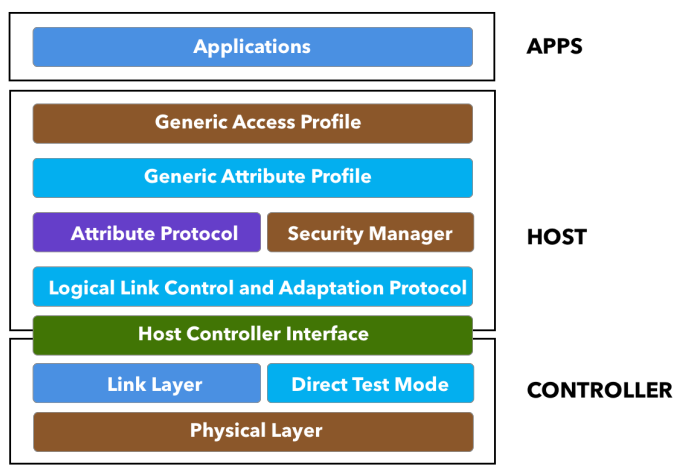 Applications
APPS
Generic Access Profile
Generic Attribute Profile
Attribute Protocol
Security Manager
HOST
Logical Link Control and Adaptation Protocol
Host Controller Interface
Link Layer
Direct Test Mode
CONTROLLER
Physical Layer